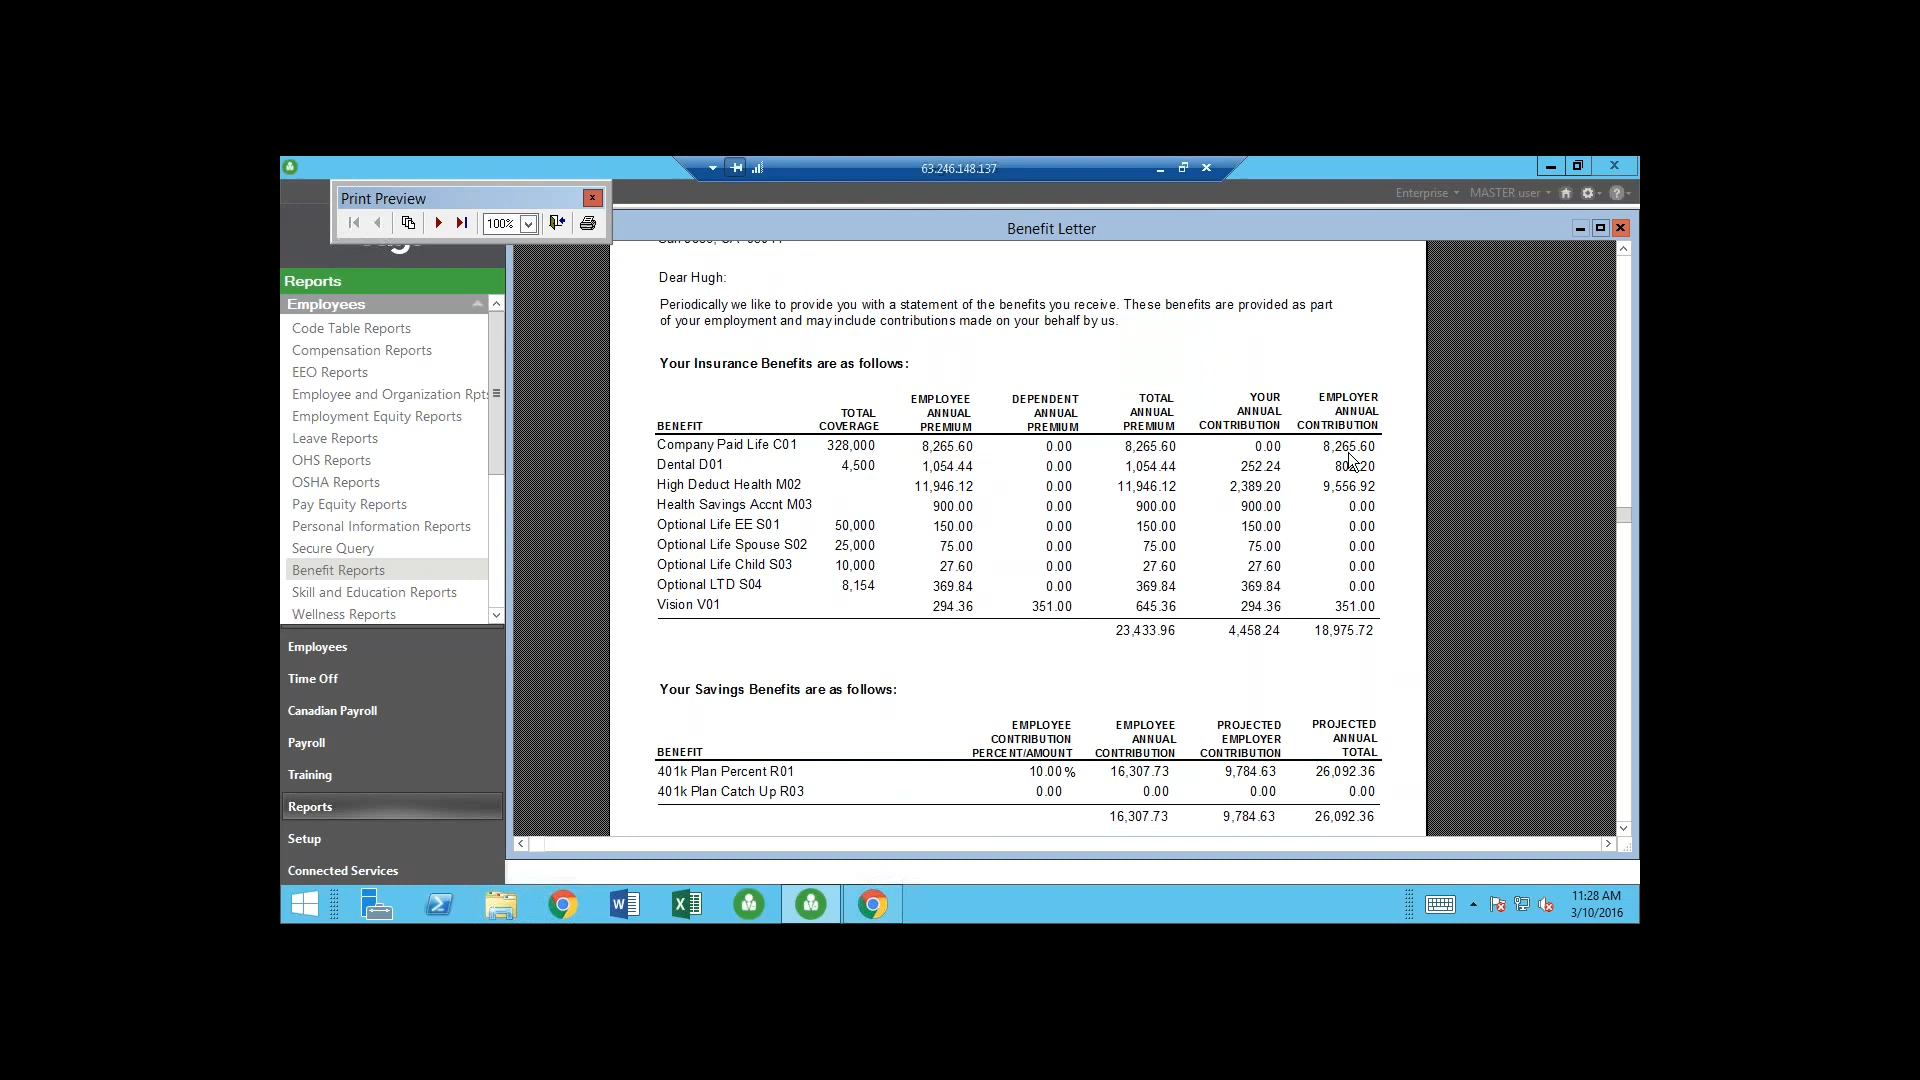 63.246.148.137
Enterprise MASTER user
Print Preview
100%
Benefit Letter
Reports
Employees
Code Table Reports
Compensation Reports
EEO Reports
Employee and Organization Rpts
Employment Equity Reports
Leave Reports
OHS Reports
OSHA Reports
Pay Equity Reports
Personal Information Reports
Secure Query
Benefit Reports
Skill and Education Reports
Wellness Reports
Employees
Time Off
Canadian Payroll
Payroll
Training
Reports
Setup
Connected Services
Dear Hugh:
Periodically we like to provide you with a statement of the benefits you receive. These benefits are provided as part
of your employment and may include contributions made on your behalf by us.
Your Insurance Benefits are as follows:
BENEFIT TOTAL COVERAGE EMPLOYEE ANNUAL PREMIUM DEPENDENT ANNUAL PREMIUM TOTAL ANNUAL PREMIUM YOUR ANNUAL CONTRIBUTION EMPLOYER ANNUAL CONTRIBUTION
Company Paid Life C01 328,000 8,265.60 0.00 8,265.60 0.00 8,265.60
Dental D01 4,500 1,054.44 0.00 1,054.44 252.24
High Deduct Health M02 11,946.12 0.00 11,946.12 2,389.20 9,556.92
Health Savings Accnt M03 900.00 0.00 900.00 900.00 0.00
Optional Life EE S01 50,000 150.00 0.00 150.00 150.00 0.00
Optional Life Spouse S02 25,000 75.00 0.00 75.00 75.00 0.00
Optional Life Child S03 10,000 27.60 0.00 27.60 27.60 0.00
Optional LTD S04 8,154 369.84 0.00 369.84 369.84 0.00
Vision V01 294.36 351.00 645.36 294.36 351.00
23,433.96 4,458.24 18,975.72
Your Savings Benefits are as follows:
BENEFIT EMPLOYEE CONTRIBUTION PERCENT/AMOUNT EMPLOYEE ANNUAL CONTRIBUTION PROJECTED EMPLOYER CONTRIBUTION PROJECTED ANNUAL TOTAL
401k Plan Percent R01 10.00 % 16,307.73 9,784.63 26,092.36
401k Plan Catch Up R03 0.00 0.00 0.00 0.00
16,307.73 9,784.63 26,092.36
11:28 AM
3/10/2016